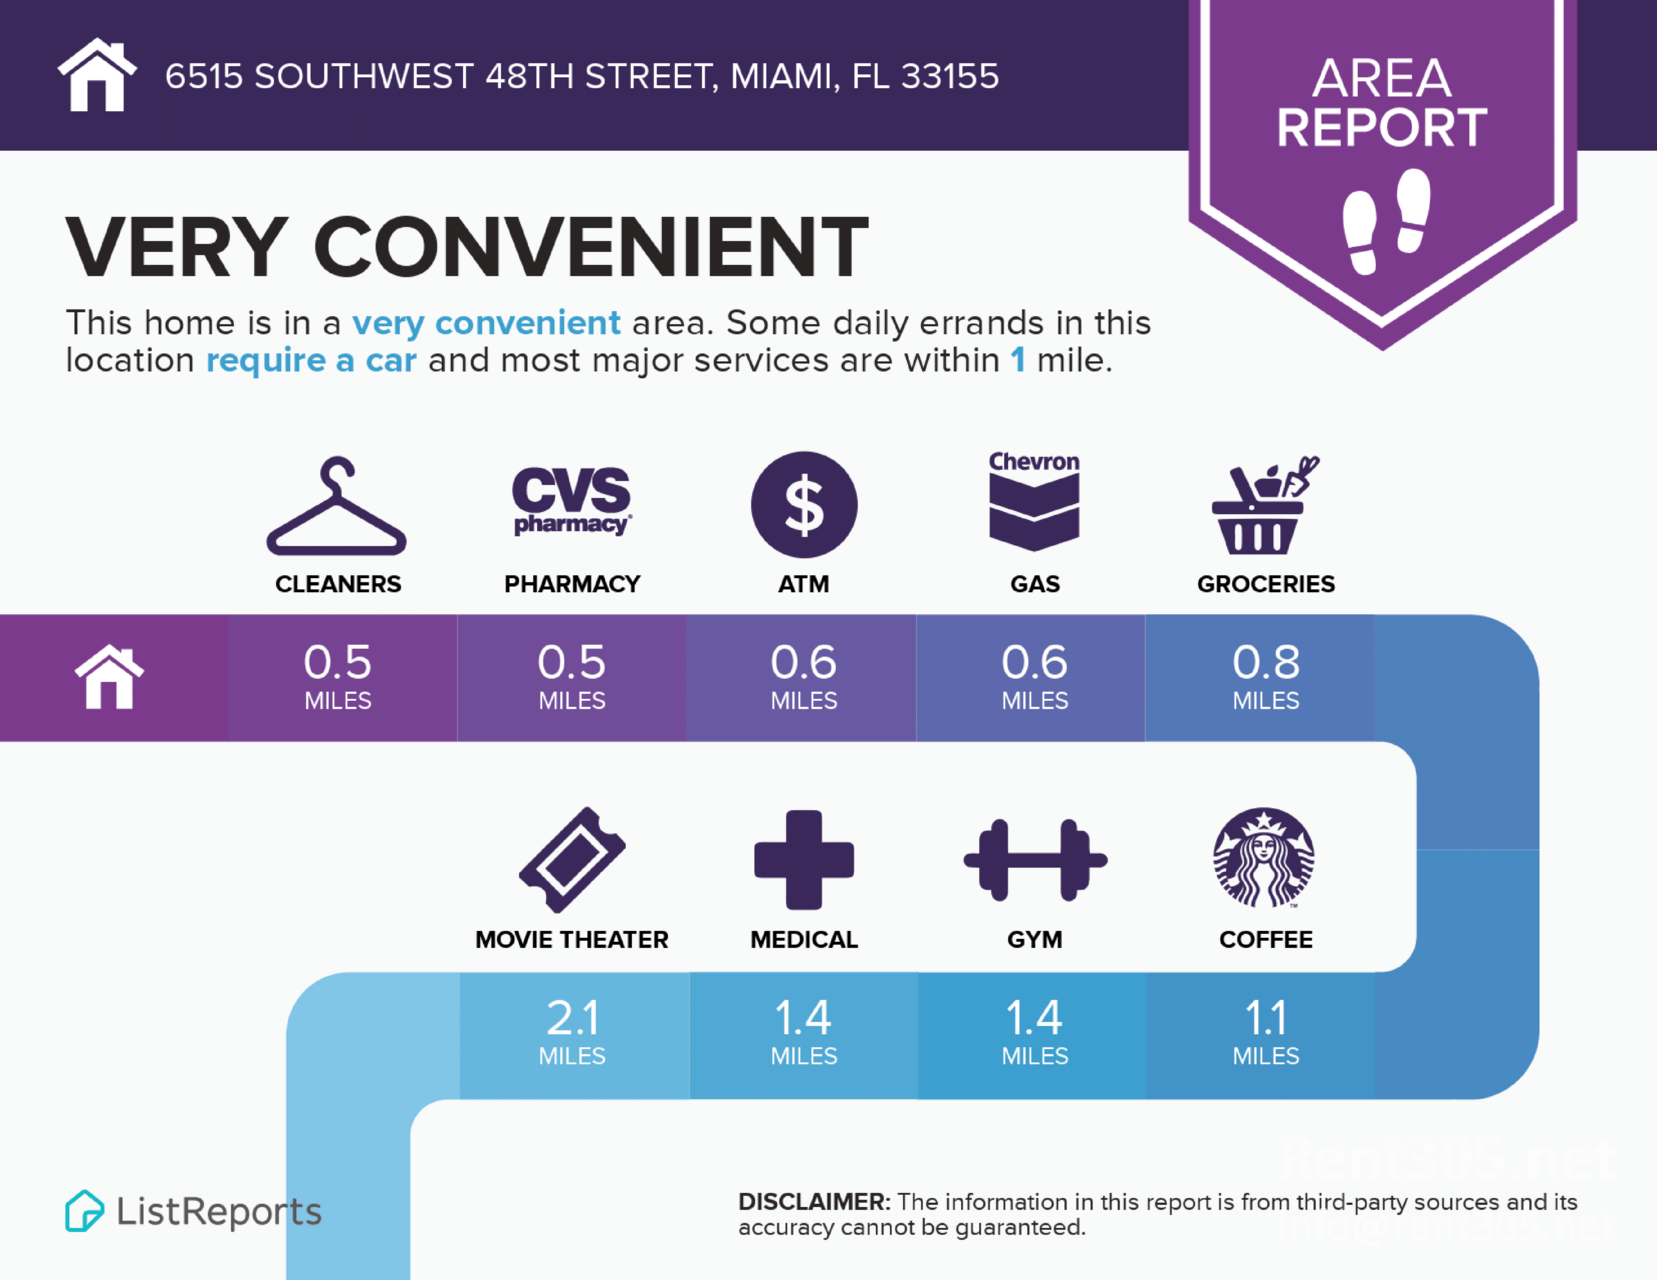 6515 SOUTHWEST 48TH STREET, MIAMI, FL 33155
AREA
REPORT
VERY CONVENIENT
This home is in a very convenient area. Some daily errands in this
location require a car and most major services are within 1 mile.
CVS
pharmacy
Chevron
CLEANERS
PHARMACY
ATM
GAS
GROCERIES
0.5
MILES
0.5
MILES
0.6
MILES
0.6
MILES
0.8
MILES
MOVIE THEATER
MEDICAL
GYM
COFFEE
2.1
MILES
1.4
MILES
1.4
MILES
1.1
MILES
Rent305.net
info@rent305.net
ListReports
DISCLAIMER: The information in this report is from third-party sources and its
accuracy cannot be guaranteed.